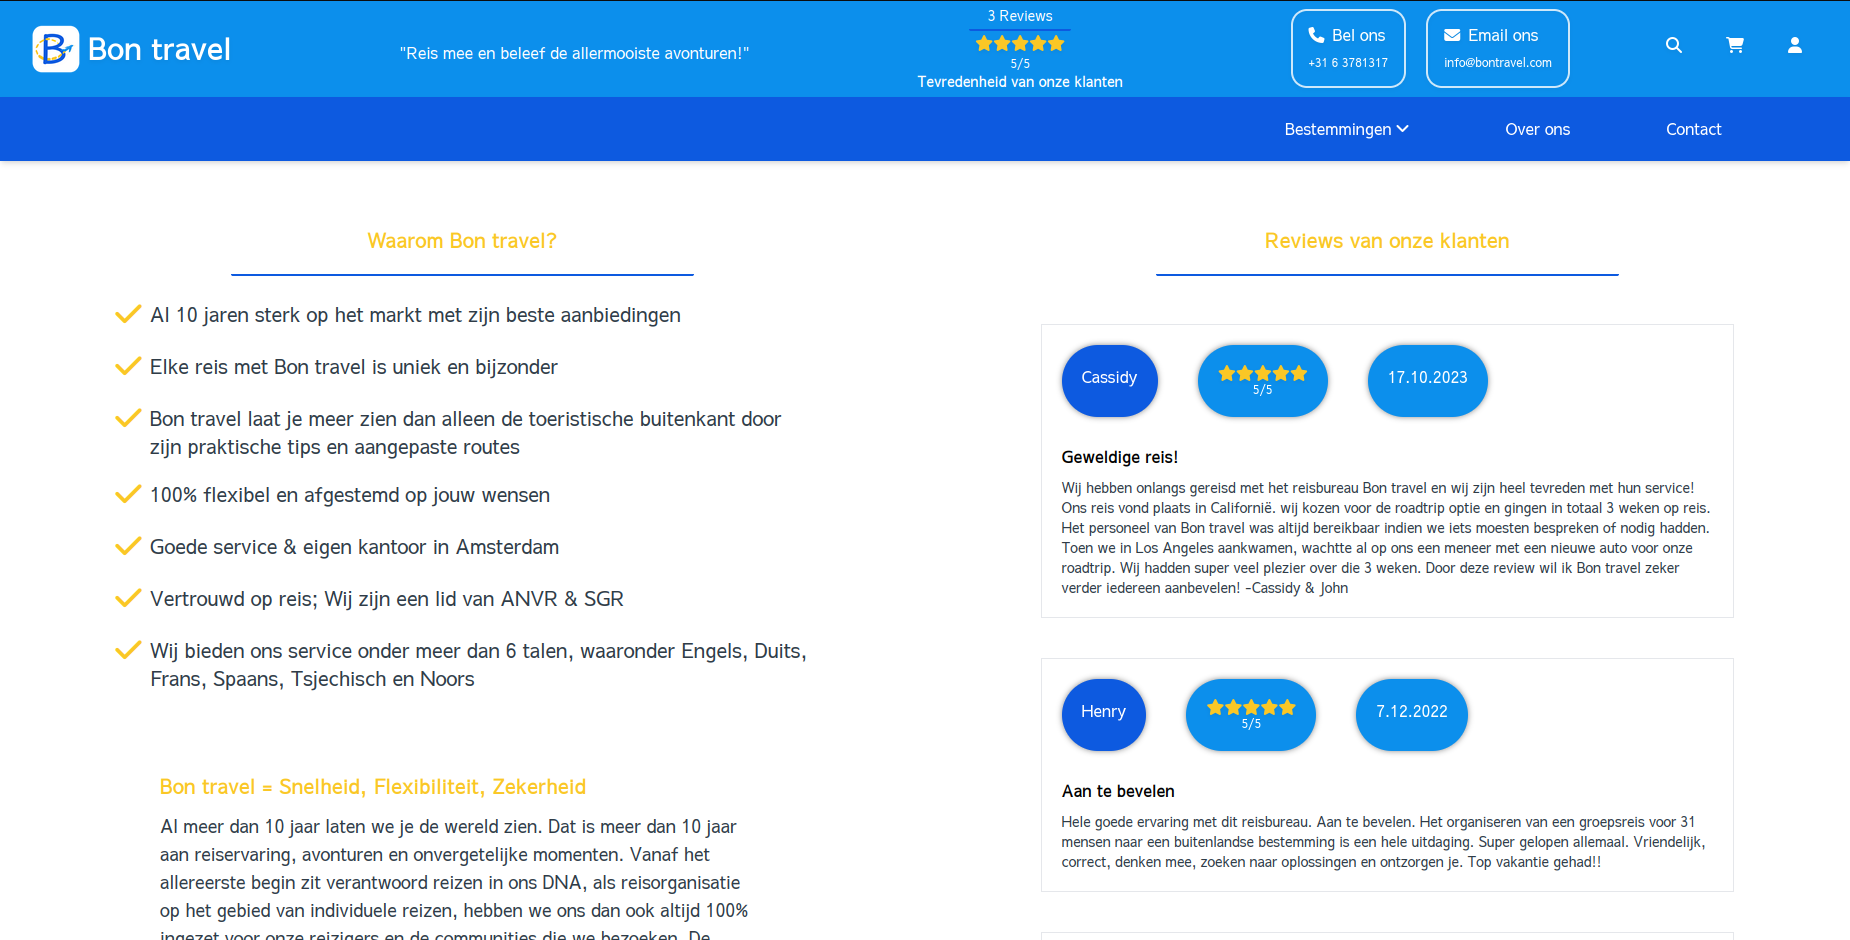 Bon travel
"Reis mee en beleef de allermooiste avonturen!"
3 Reviews
5/5
Tevredenheid van onze klanten
Bel ons
+31 6 3781317
Email ons
info@bontravel.com
Bestemmingen
Over ons
Contact
Waarom Bon travel?
Al 10 jaren sterk op het markt met zijn beste aanbiedingen
Elke reis met Bon travel is uniek en bijzonder
Bon travel laat je meer zien dan alleen de toeristische buitenkant door
zijn praktische tips en aangepaste routes
100% flexibel en afgestemd op jouw wensen
Goede service & eigen kantoor in Amsterdam
Vertrouwd op reis; Wij zijn een lid van ANVR & SGR
Wij bieden ons service onder meer dan 6 talen, waaronder Engels, Duits,
Frans, Spaans, Tsjechisch en Noors
Bon travel = Snelheid, Flexibiliteit, Zekerheid
Al meer dan 10 jaar laten we je de wereld zien. Dat is meer dan 10 jaar
aan reiservaring, avonturen en onvergetelijke momenten. Vanaf het
allereerste begin zit verantwoord reizen in ons DNA, als reisorganisatie
op het gebied van individuele reizen, hebben we ons dan ook altijd 100%
ingezet voor onze reizigers en de communities die we bezoeken. De
Reviews van onze klanten
Cassidy
5/5
17.10.2023
Geweldige reis!
Wij hebben onlangs gereisd met het reisbureau Bon travel en wij zijn heel tevreden met hun service!
Ons reis vond plaats in Californië. wij kozen voor de roadtrip optie en gingen in totaal 3 weken op reis.
Het personeel van Bon travel was altijd bereikbaar indien we iets moesten bespreken of nodig hadden.
Toen we in Los Angeles aankwamen, wachtte al op ons een meneer met een nieuwe auto voor onze
roadtrip. Wij hadden super veel plezier over die 3 weken. Door deze review wil ik Bon travel zeker
verder iedereen aanbevelen! -Cassidy & John
Henry
5/5
7.12.2022
Aan te bevelen
Hele goede ervaring met dit reisbureau. Aan te bevelen. Het organiseren van een groepsreis voor 31
mensen naar een buitenlandse bestemming is een hele uitdaging. Super gelopen allemaal. Vriendelijk,
correct, denken mee, zoeken naar oplossingen en ontzorgen je. Top vakantie gehad!!